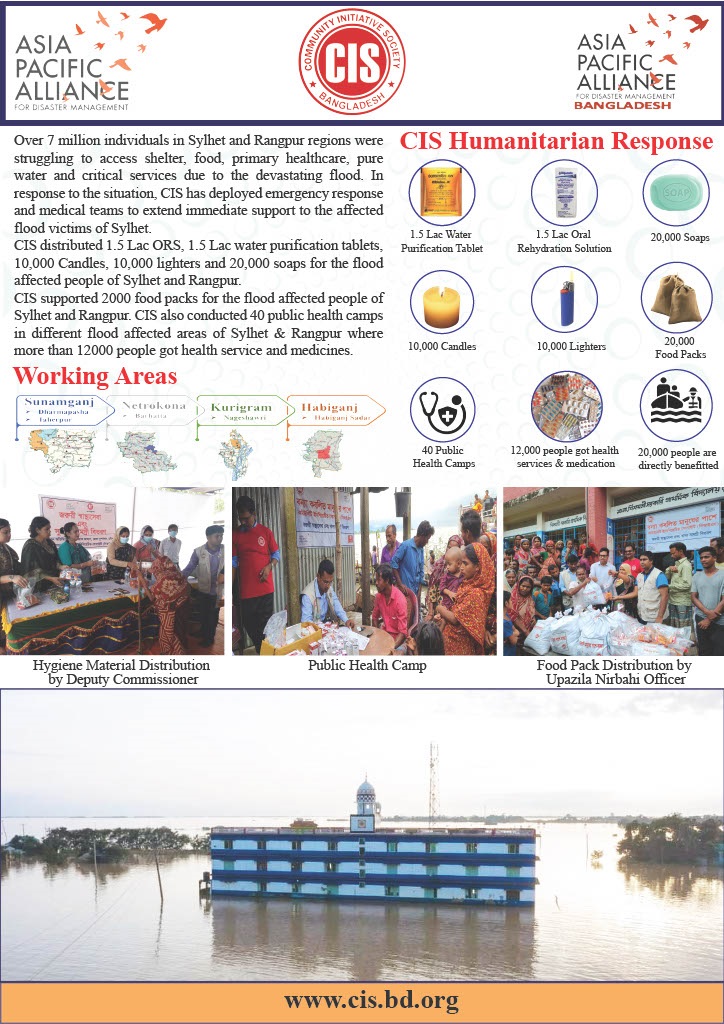 ASIA
PACIFIC
ALLIANCE
FOR DISASTER MANAGEMENT
COMMUNITY INITIATIVE SOCIETY
CIS
BANGLADESH
ASIA
PACIFIC
ALLIANCE
FOR DISASTER MANAGEMENT
BANGLADESH
Over 7 million individuals in Sylhet and Rangpur regions were
struggling to access shelter, food, primary healthcare, pure
water and critical services due to the devastating flood. In
response to the situation, CIS has deployed emergency response
and medical teams to extend immediate support to the affected
flood victims of Sylhet.
CIS distributed 1.5 Lac ORS, 1.5 Lac water purification tablets,
10,000 Candles, 10,000 lighters and 20,000 soaps for the flood
affected people of Sylhet and Rangpur.
CIS supported 2000 food packs for the flood affected people of
Sylhet and Rangpur. CIS also conducted 40 public health camps
in different flood affected areas of Sylhet & Rangpur where
more than 12000 people got health service and medicines.
CIS Humanitarian Response
1.5 Lac Water
Purification Tablet
1.5 Lac Oral
Rehydration Solution
SOAP
20,000 Soaps
10,000 Candles
10,000 Lighters
20,000
Food Packs
40 Public
Health Camps
12,000 people got health
services & medication
20,000 people are
directly benefitted
Working Areas
Sunamganj
Dharmapasha
Taherpur
Netrokona
Barhatta
Kurigram
Nageshwri
Habiganj
Habiganj Sadar
জরুরী স্বাস্থ্যসেবা
বন্যা কবলিত মানুষের পাশে
বন্যা কবলিত মানুষের পাশে
Hygiene Material Distribution
by Deputy Commissioner
Public Health Camp
Food Pack Distribution by
Upazila Nirbahi Officer
www.cis.bd.org